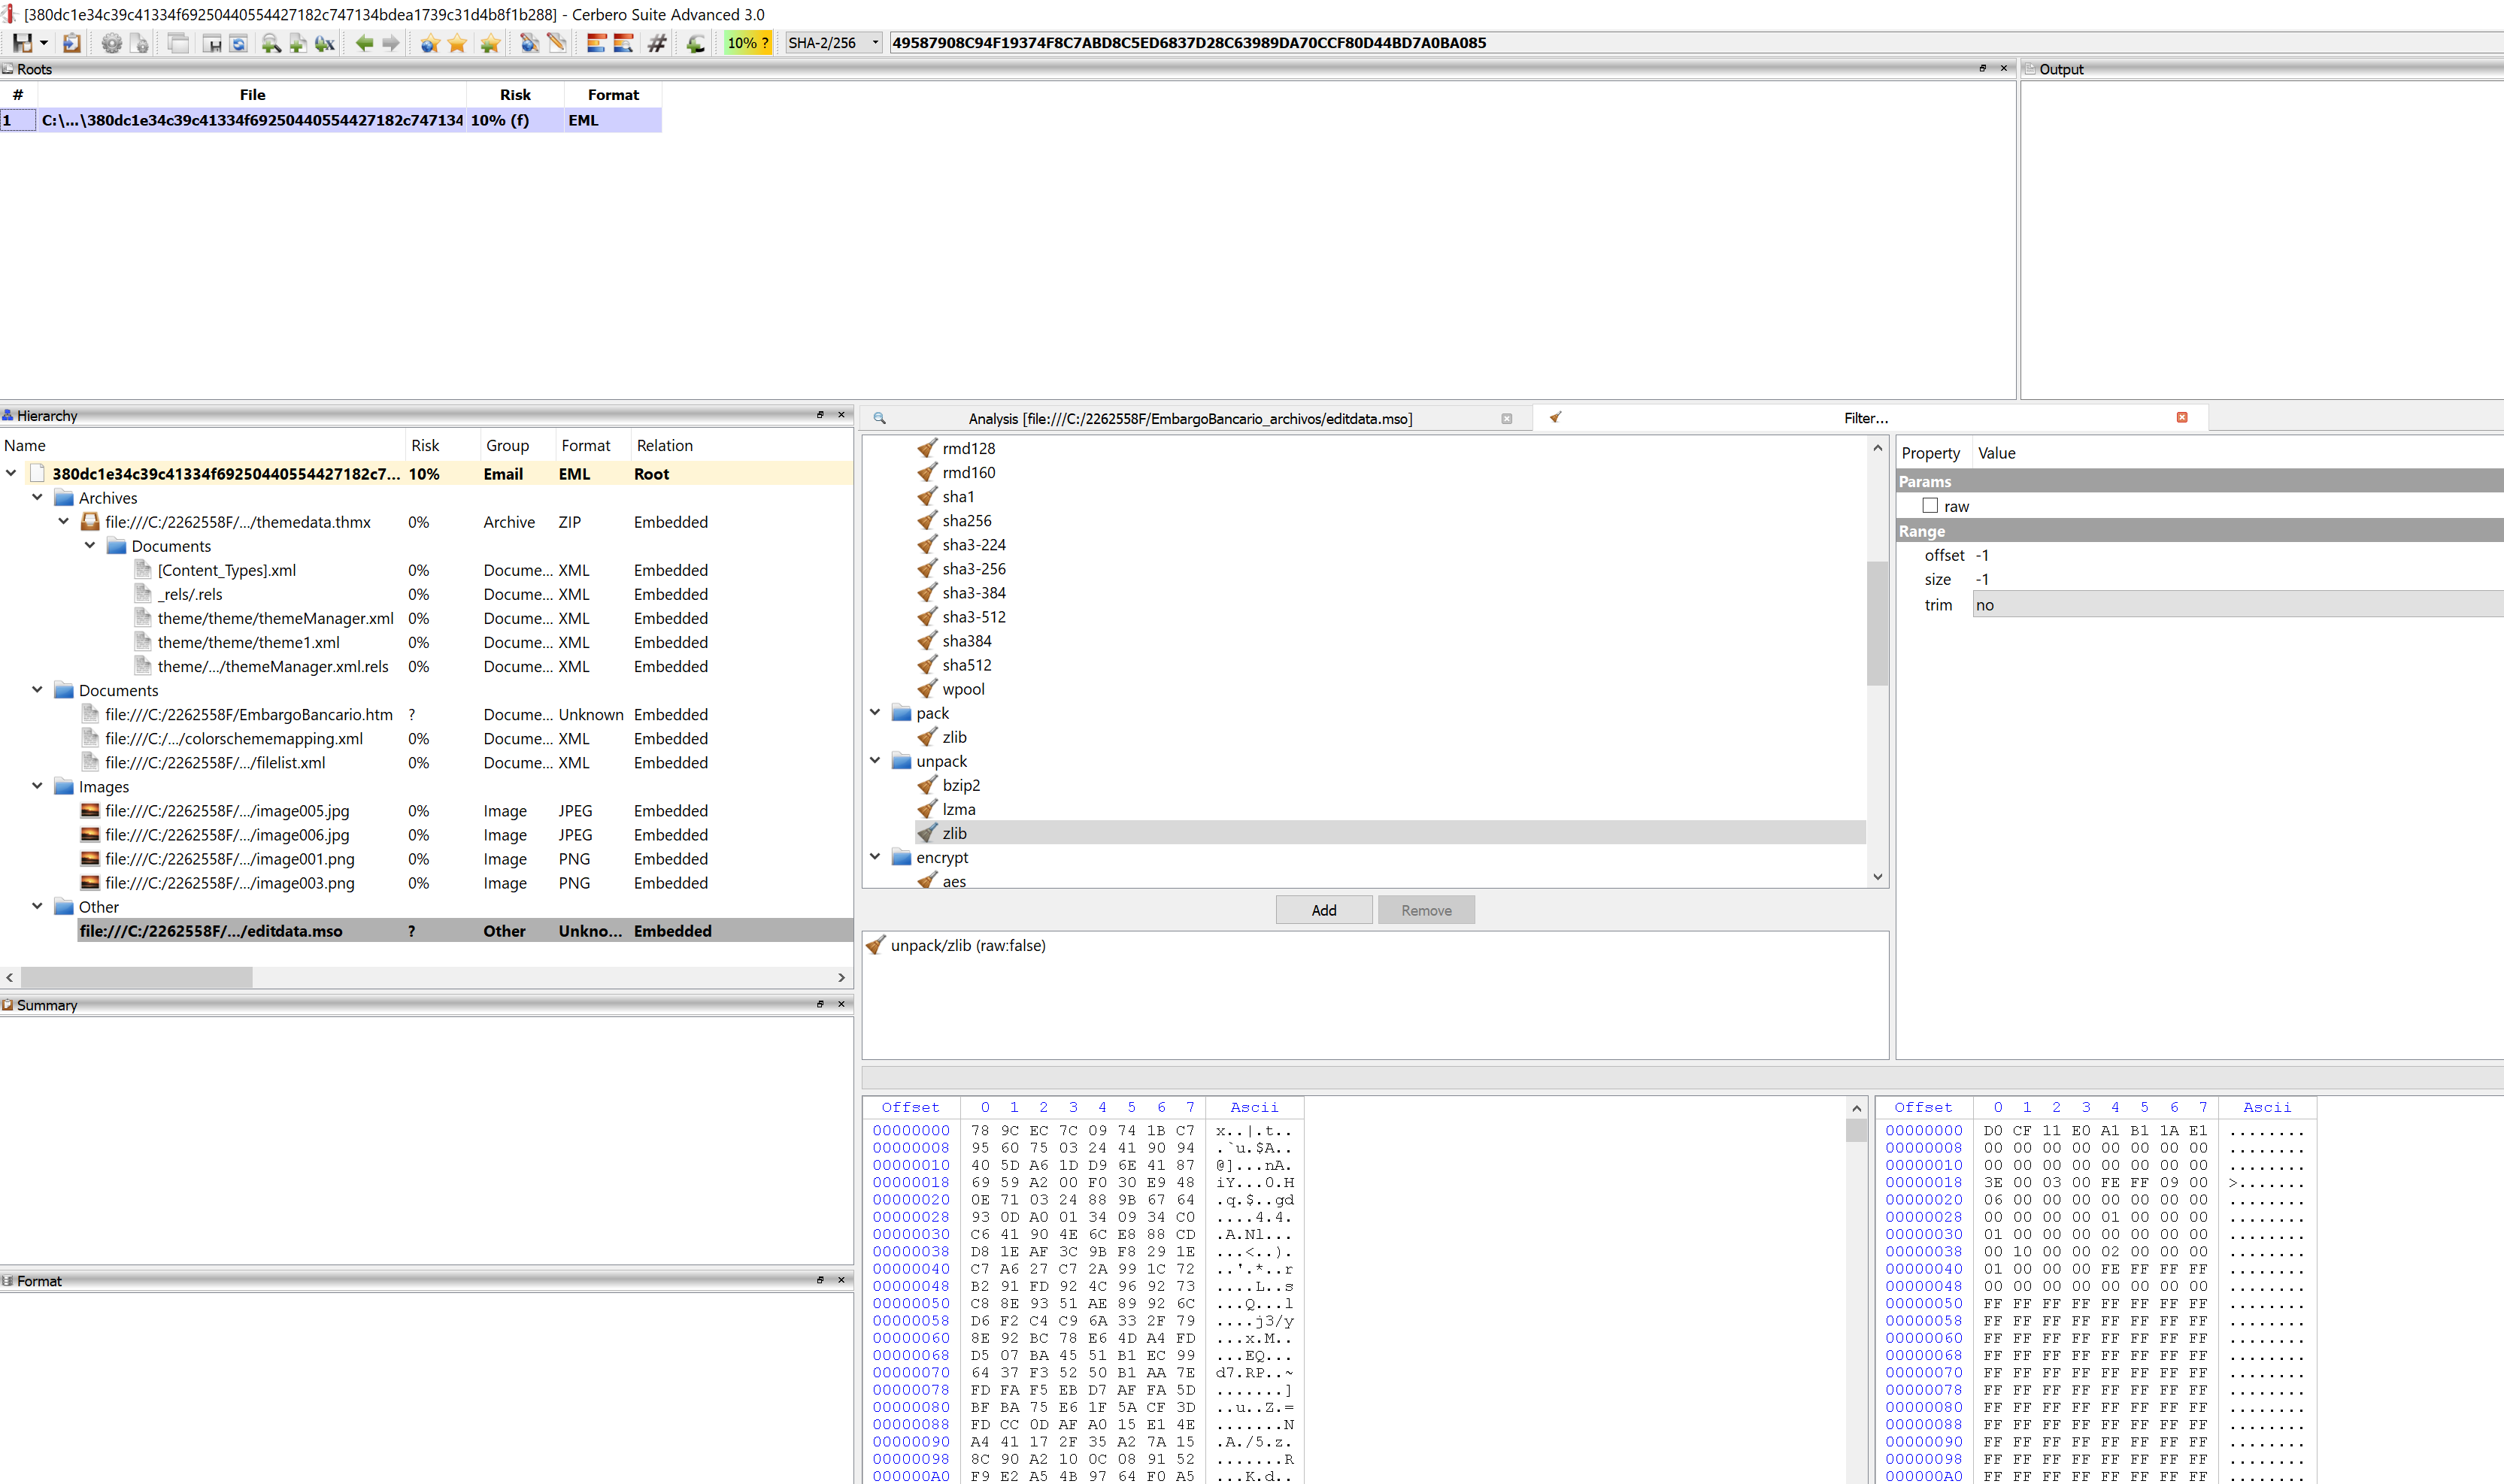 [380dc1e34c39c41334f69250440554427182c747134bdea1739c31d4b8f1b288] - Cerbero Suite Advanced 3.0
10% ? SHA-2/256 49587908C94F19374F8C7ABD8C5ED6837D28C63989DA70CCF80D44BD7A0BA085
Roots
# File Risk Format
1 C:\...\380dc1e34c39c41334f69250440554427182c747134 10% (f) EML
Output
Hierarchy
Name Risk Group Format Relation
380dc1e34c39c41334f69250440554427182c7... 10% Email EML Root
Archives
file:///C:/2262558F/.../themedata.thmx 0% Archive ZIP Embedded
Documents
[Content_Types].xml 0% Docume... XML Embedded
_rels/.rels 0% Docume... XML Embedded
theme/theme/themeManager.xml 0% Docume... XML Embedded
theme/theme/theme1.xml 0% Docume... XML Embedded
theme/.../themeManager.xml.rels 0% Docume... XML Embedded
Documents
file:///C:/2262558F/EmbargoBancario.htm ? Docume... Unknown Embedded
file:///C:/.../colorschememapping.xml 0% Docume... XML Embedded
file:///C:/2262558F/.../filelist.xml 0% Docume... XML Embedded
Images
file:///C:/2262558F/.../image005.jpg 0% Image JPEG Embedded
file:///C:/2262558F/.../image006.jpg 0% Image JPEG Embedded
file:///C:/2262558F/.../image001.png 0% Image PNG Embedded
file:///C:/2262558F/.../image003.png 0% Image PNG Embedded
Other
file:///C:/2262558F/.../editdata.mso ? Other Unkno... Embedded
Summary
Format
Analysis [file:///C:/2262558F/EmbargoBancario_archivos/editdata.mso]
Filter...
rmd128
rmd160
sha1
sha256
sha3-224
sha3-256
sha3-384
sha3-512
sha384
sha512
wpool
pack
zlib
unpack
bzip2
lzma
zlib
encrypt
aes
Add Remove
unpack/zlib (raw:false)
Property Value
Params
raw
Range
offset -1
size -1
trim no
Offset 0 1 2 3 4 5 6 7 Ascii
00000000 78 9C EC 7C 09 74 1B C7 x..|.t..
00000008 95 60 75 03 24 41 90 94 .`u.$A..
00000010 40 5D A6 1D D9 6E 41 87 @]...nA.
00000018 69 59 A2 00 F0 30 E9 48 iY...0.H
00000020 0E 71 03 24 88 9B 67 64 .q.$..gd
00000028 93 0D A0 01 34 09 34 C0 ....4.4.
00000030 C6 41 90 4E 6C E8 88 CD .A.Nl...
00000038 D8 1E AF 3C 9B F8 29 1E ...<..).
00000040 C7 A6 27 C7 2A 99 1C 72 ..'.*..r
00000048 B2 91 FD 92 4C 96 92 73 ....L..s
00000050 C8 8E 93 51 AE 89 92 6C ...Q...l
00000058 D6 F2 C4 C9 6A 33 2F 79 ....j3/y
00000060 8E 92 BC 78 E6 4D A4 FD ...x.M..
00000068 D5 07 BA 45 51 B1 EC 99 ...EQ...
00000070 64 37 F3 52 50 B1 AA 7E d7.RP..~
00000078 FD FA F5 EB D7 AF FA 5D .......]
00000080 BF BA 75 E6 1F 5A CF 3D ..u..Z.=
00000088 FD CC 0D AF A0 15 E1 4E .......N
00000090 A4 41 17 2F 35 A2 7A 15 .A./5.z.
00000098 8C 90 A2 10 0C 08 91 52 .......R
000000A0 F9 E2 A5 4B 97 64 F0 A5 ...K.d..
Offset 0 1 2 3 4 5 6 7 Ascii
00000000 D0 CF 11 E0 A1 B1 1A E1 ........
00000008 00 00 00 00 00 00 00 00 ........
00000010 00 00 00 00 00 00 00 00 ........
00000018 3E 00 03 00 FE FF 09 00 >.......
00000020 06 00 00 00 00 00 00 00 ........
00000028 00 00 00 00 01 00 00 00 ........
00000030 01 00 00 00 00 00 00 00 ........
00000038 00 10 00 00 02 00 00 00 ........
00000040 01 00 00 00 FE FF FF FF ........
00000048 00 00 00 00 00 00 00 00 ........
00000050 FF FF FF FF FF FF FF FF ........
00000058 FF FF FF FF FF FF FF FF ........
00000060 FF FF FF FF FF FF FF FF ........
00000068 FF FF FF FF FF FF FF FF ........
00000070 FF FF FF FF FF FF FF FF ........
00000078 FF FF FF FF FF FF FF FF ........
00000080 FF FF FF FF FF FF FF FF ........
00000088 FF FF FF FF FF FF FF FF ........
00000090 FF FF FF FF FF FF FF FF ........
00000098 FF FF FF FF FF FF FF FF ........
000000A0 FF FF FF FF FF FF FF FF ........